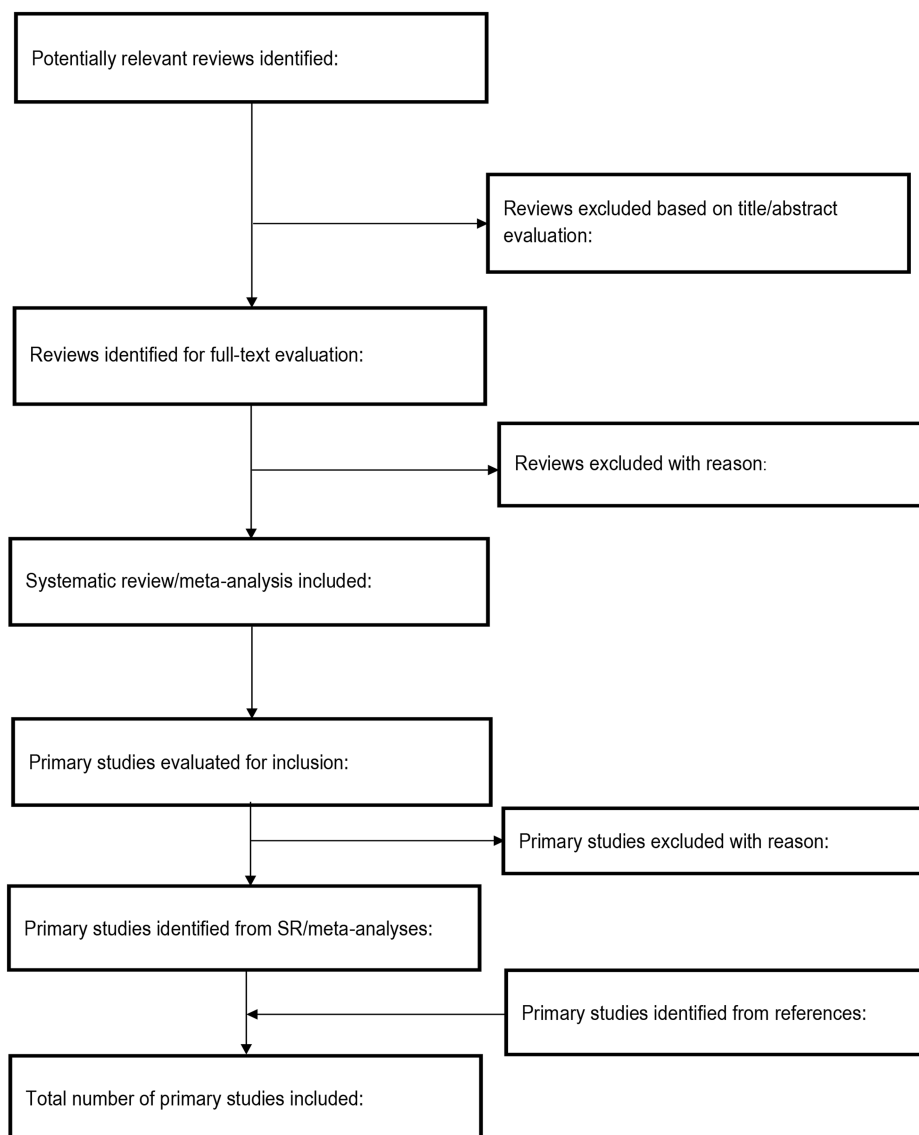 Potentially relevant reviews identified:
Reviews excluded based on title/abstract
evaluation:
Reviews identified for full-text evaluation:
Reviews excluded with reason:
Systematic review/meta-analysis included:
Primary studies evaluated for inclusion:
Primary studies excluded with reason:
Primary studies identified from SR/meta-analyses:
Primary studies identified from references:
Total number of primary studies included: